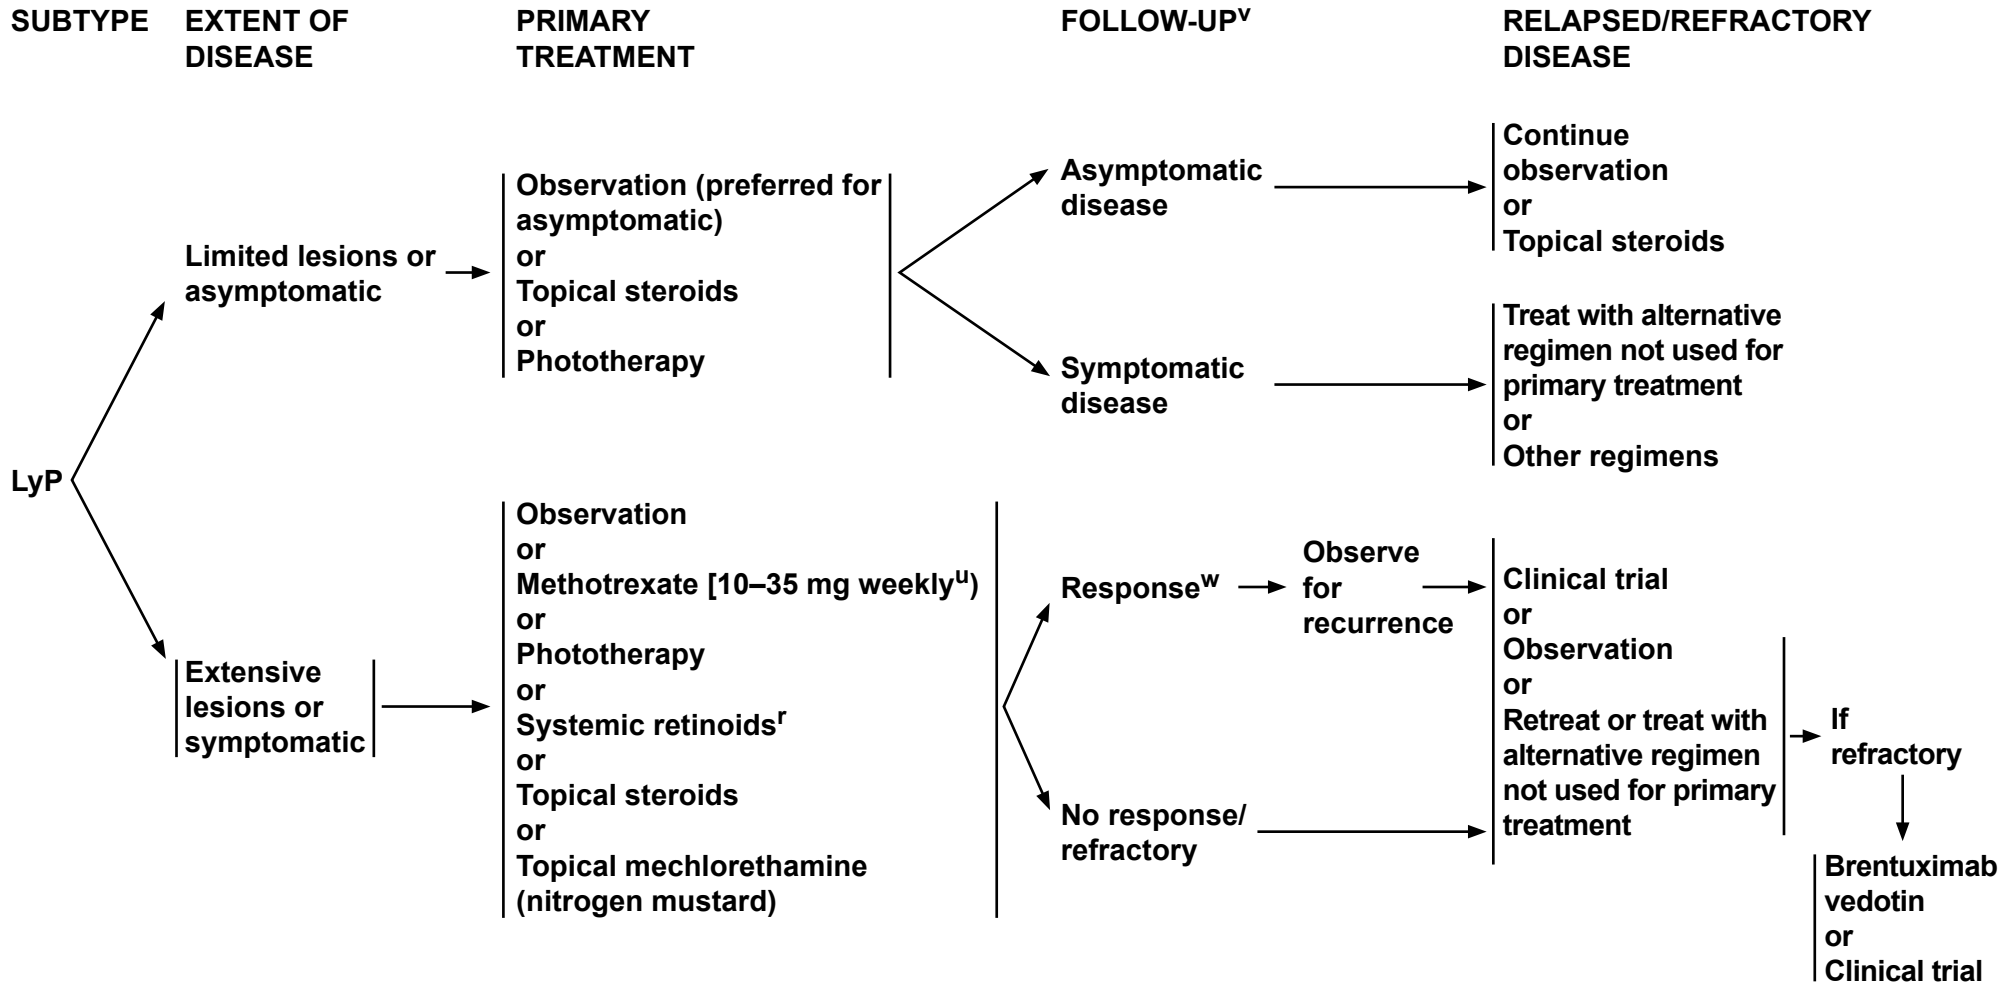 SUBTYPE
EXTENT OF
DISEASE
PRIMARY
TREATMENT
FOLLOW-UPv
RELAPSED/REFRACTORY
DISEASE
LyP
Limited lesions or
asymptomatic
Observation (preferred for
asymptomatic)
or
Topical steroids
or
Phototherapy
Asymptomatic
disease
Continue
observation
or
Topical steroids
Symptomatic
disease
Treat with alternative
regimen not used for
primary treatment
or
Other regimens
Extensive
lesions or
symptomatic
Observation
or
Methotrexate [10–35 mg weeklyu)
or
Phototherapy
or
Systemic retinoidsr
or
Topical steroids
or
Topical mechlorethamine
(nitrogen mustard)
Responsew
Observe
for
recurrence
No response/
refractory
Clinical trial
or
Observation
or
Retreat or treat with
alternative regimen
not used for primary
treatment
If
refractory
Brentuximab
vedotin
or
Clinical trial